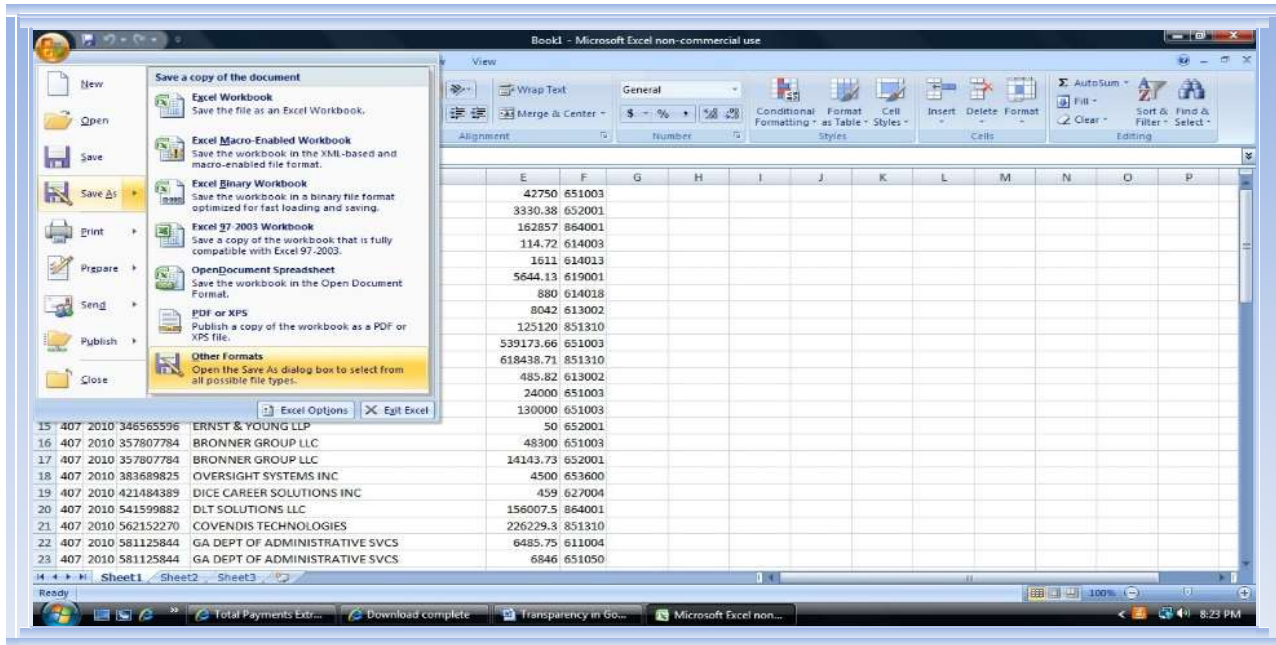 Book1 - Microsoft Excel non-commercial use
View
New
Open
Save
Save As
Print
Prepare
Send
Publish
Close
Save a copy of the document
Excel Workbook
Save the file as an Excel Workbook.
Excel Macro-Enabled Workbook
Save the workbook in the XML-based and
macro-enabled file format.
Excel Binary Workbook
Save the workbook in a binary file format
optimized for fast loading and saving.
Excel 97-2003 Workbook
Save a copy of the workbook that is fully
compatible with Excel 97-2003.
OpenDocument Spreadsheet
Save the workbook in the Open Document
Format.
PDF or XPS
Publish a copy of the workbook as a PDF or
XPS file.
Other Formats
Open the Save As dialog box to select from
all possible file types.
Excel Options Exit Excel
Wrap Text
Merge & Center
Alignment
General
$ % ,
Number
Conditional Formatting
Format as Table
Cell Styles
Styles
Insert Delete Format
Cells
Σ AutoSum
Fill
Clear
Sort & Filter
Find & Select
Editing
E F G H I J K L M N O P
42750 651003
3330.38 652001
162857 864001
114.72 614003
1611 614013
5644.13 619001
880 614018
8042 613002
125120 851310
539173.66 651003
618438.71 851310
485.82 613002
24000 651003
130000 651003
15 407 2010 346565596 ERNST & YOUNG LLP 50 652001
16 407 2010 357807784 BRONNER GROUP LLC 48300 651003
17 407 2010 357807784 BRONNER GROUP LLC 14143.73 652001
18 407 2010 383689825 OVERSIGHT SYSTEMS INC 4500 653600
19 407 2010 421484389 DICE CAREER SOLUTIONS INC 459 627004
20 407 2010 541599882 DLT SOLUTIONS LLC 156007.5 864001
21 407 2010 562152270 COVENDIS TECHNOLOGIES 226229.3 851310
22 407 2010 581125844 GA DEPT OF ADMINISTRATIVE SVCS 6485.75 611004
23 407 2010 581125844 GA DEPT OF ADMINISTRATIVE SVCS 6846 651050
Sheet1 Sheet2 Sheet3
Ready 100%
Total Payments Extr... Download complete Transparency in Go... Microsoft Excel non... 8:23 PM